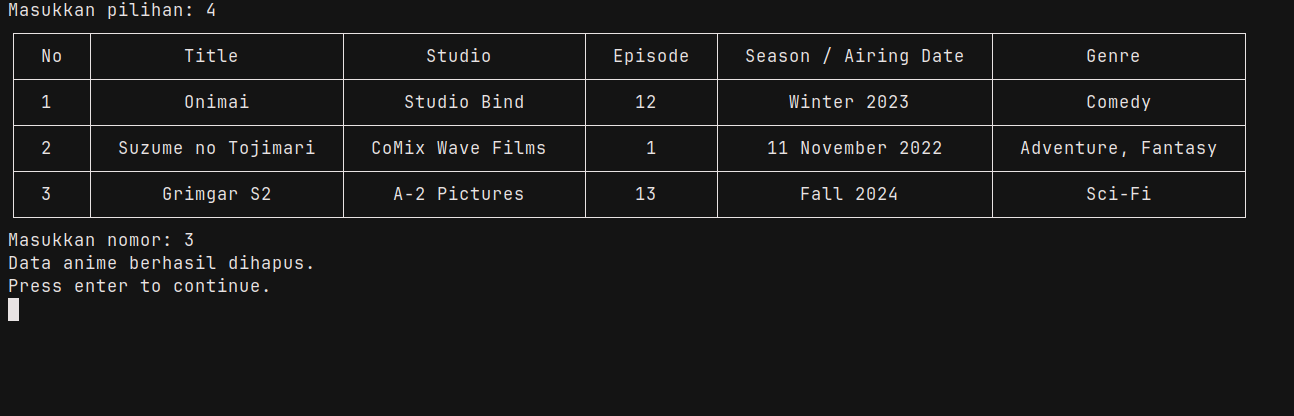 Masukkan pilihan: 4
No Title Studio Episode Season / Airing Date Genre
1 Onimai Studio Bind 12 Winter 2023 Comedy
2 Suzume no Tojimari CoMix Wave Films 1 11 November 2022 Adventure, Fantasy
3 Grimgar S2 A-2 Pictures 13 Fall 2024 Sci-Fi
Masukkan nomor: 3
Data anime berhasil dihapus.
Press enter to continue.